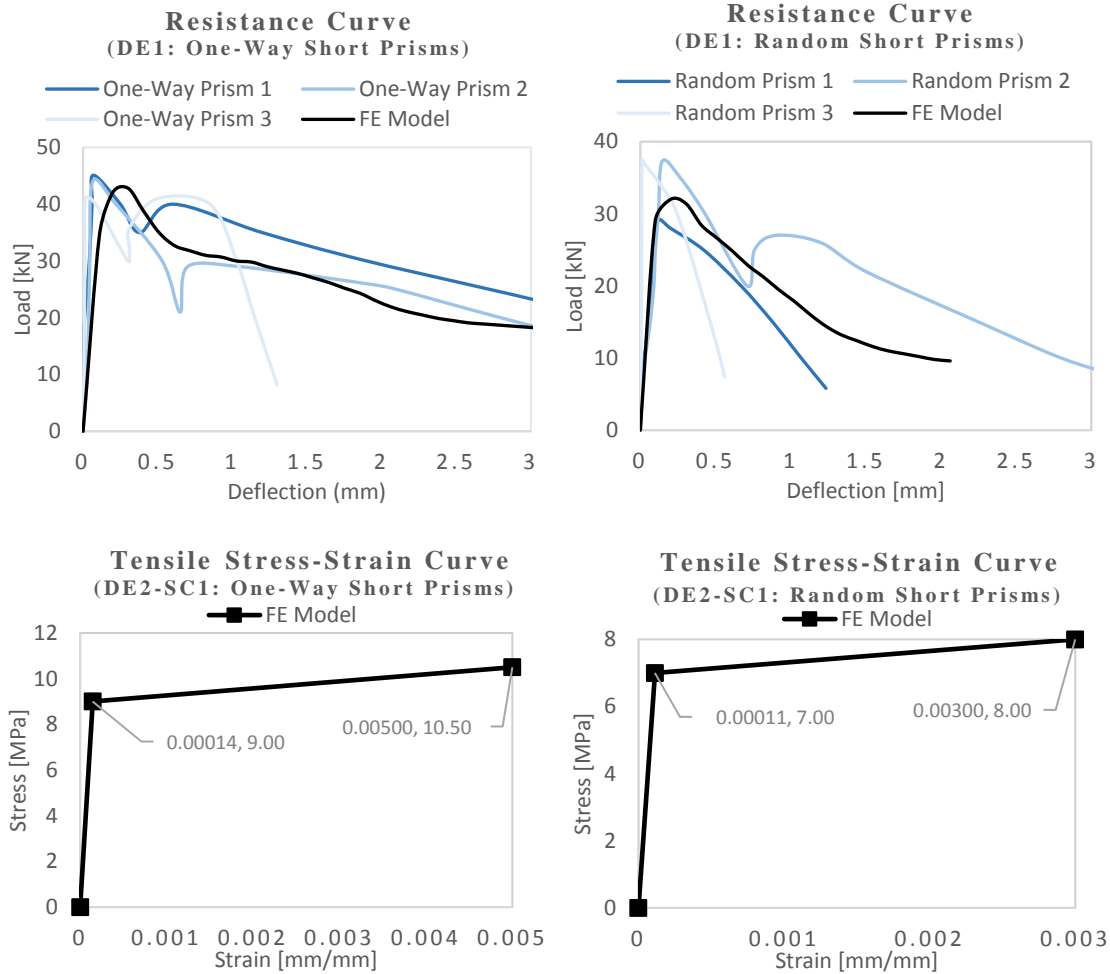 Resistance Curve
(DE1: One-Way Short Prisms)
One-Way Prism 1
One-Way Prism 2
One-Way Prism 3
FE Model
50
40
30
20
10
0
Load [kN]
0
0.5
1
1.5
2
2.5
3
Deflection (mm)
Resistance Curve
(DE1: Random Short Prisms)
Random Prism 1
Random Prism 2
Random Prism 3
FE Model
40
30
20
10
0
Load [kN]
0
0.5
1
1.5
2
2.5
3
Deflection [mm]
Tensile Stress-Strain Curve
(DE2-SC1: One-Way Short Prisms)
FE Model
12
10
8
6
4
2
0
Stress [MPa]
0.00014, 9.00
0.00500, 10.50
0
0.001
0.002
0.003
0.004
0.005
Strain [mm/mm]
Tensile Stress-Strain Curve
(DE2-SC1: Random Short Prisms)
FE Model
8
6
4
2
0
Stress [MPa]
0.00011, 7.00
0.00300, 8.00
0
0.001
0.002
0.003
Strain [mm/mm]